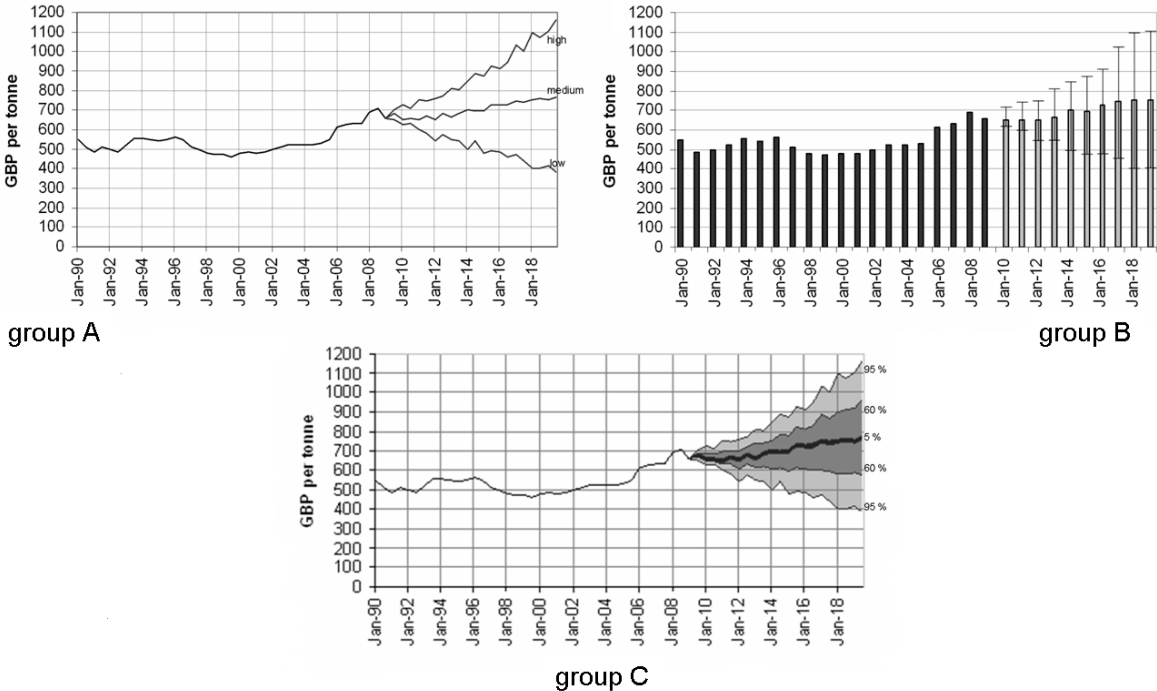 GBP per tonne
1200
1100
1000
900
800
700
600
500
400
300
200
100
0
high
medium
low
Jan-90
Jan-92
Jan-94
Jan-96
Jan-98
Jan-00
Jan-02
Jan-04
Jan-06
Jan-08
Jan-10
Jan-12
Jan-14
Jan-16
Jan-18
group A
GBP per tonne
1200
1100
1000
900
800
700
600
500
400
300
200
100
0
Jan-90
Jan-92
Jan-94
Jan-96
Jan-98
Jan-00
Jan-02
Jan-04
Jan-06
Jan-08
Jan-10
Jan-12
Jan-14
Jan-16
Jan-18
group B
GBP per tonne
1200
1100
1000
900
800
700
600
500
400
300
200
100
0
95 %
60 %
5 %
60 %
95 %
Jan-90
Jan-92
Jan-94
Jan-96
Jan-98
Jan-00
Jan-02
Jan-04
Jan-06
Jan-08
Jan-10
Jan-12
Jan-14
Jan-16
Jan-18
group C